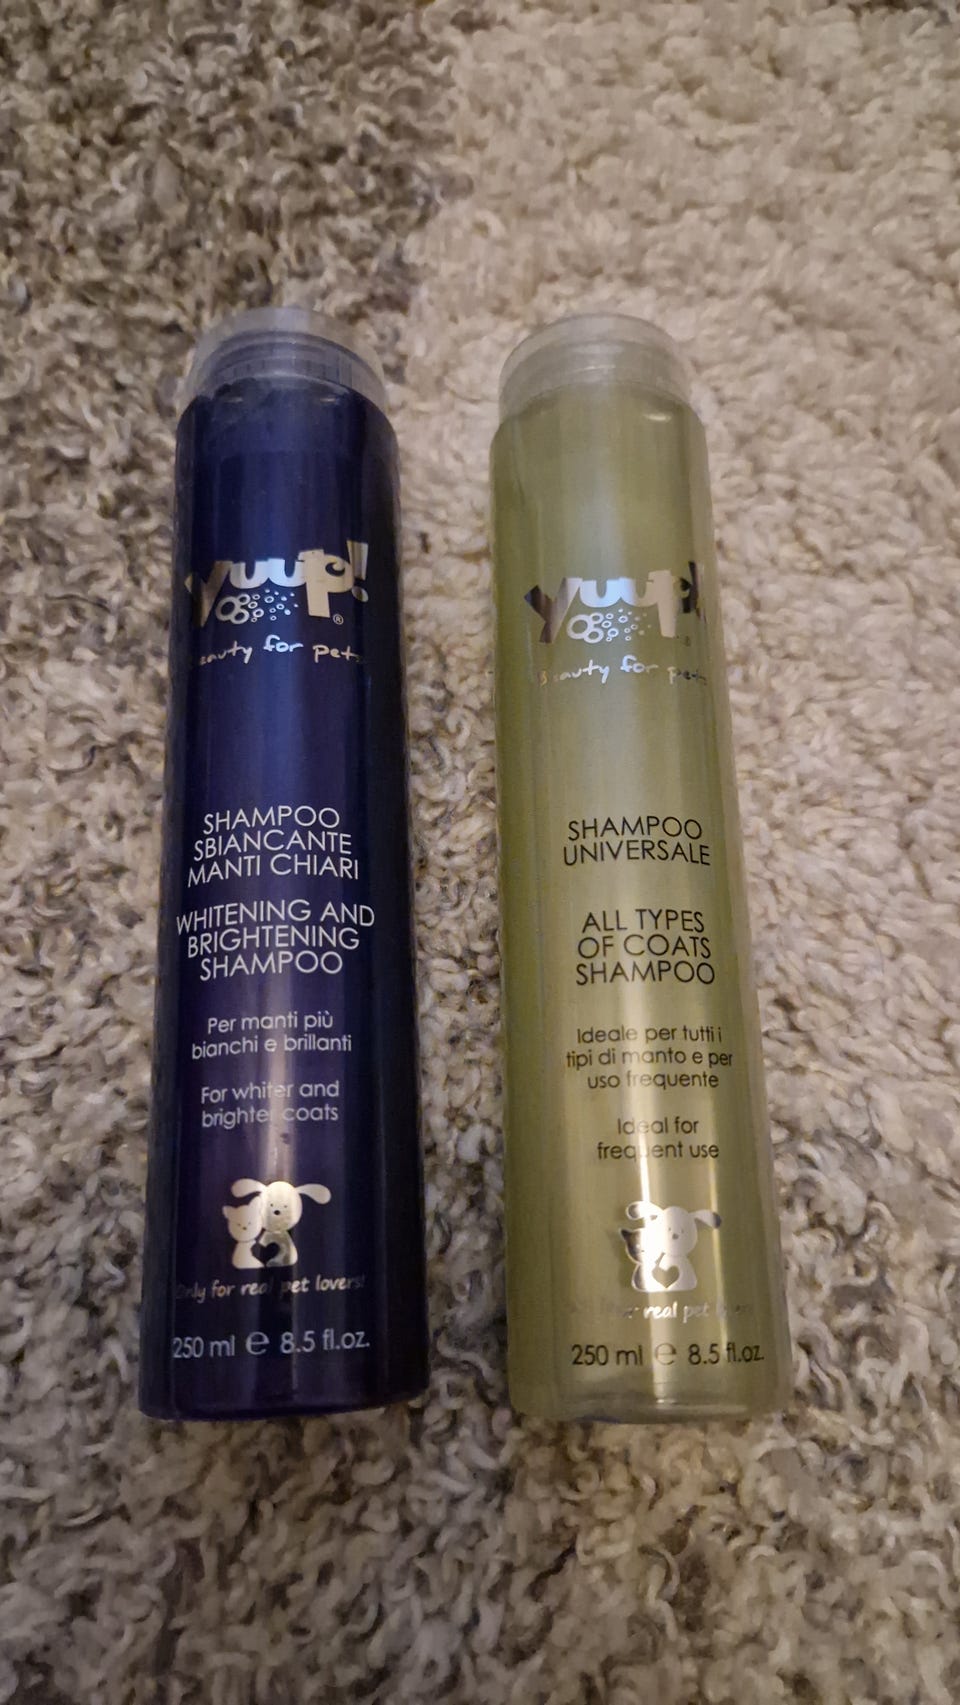 yuup!®
Beauty for pets
SHAMPOO
SBIANCANTE
MANTI CHIARI
WHITENING AND
BRIGHTENING
SHAMPOO
Per manti più
bianchi e brillanti
For whiter and
brighter coats
Only for real pet lovers!
250 ml e 8.5 fl.oz.
yuup!
Beauty for pets
SHAMPOO
UNIVERSALE
ALL TYPES
OF COATS
SHAMPOO
Ideale per tutti i
tipi di manto e per
uso frequente
Ideal for
frequent use
real pet
250 ml e 8.5 fl.oz.